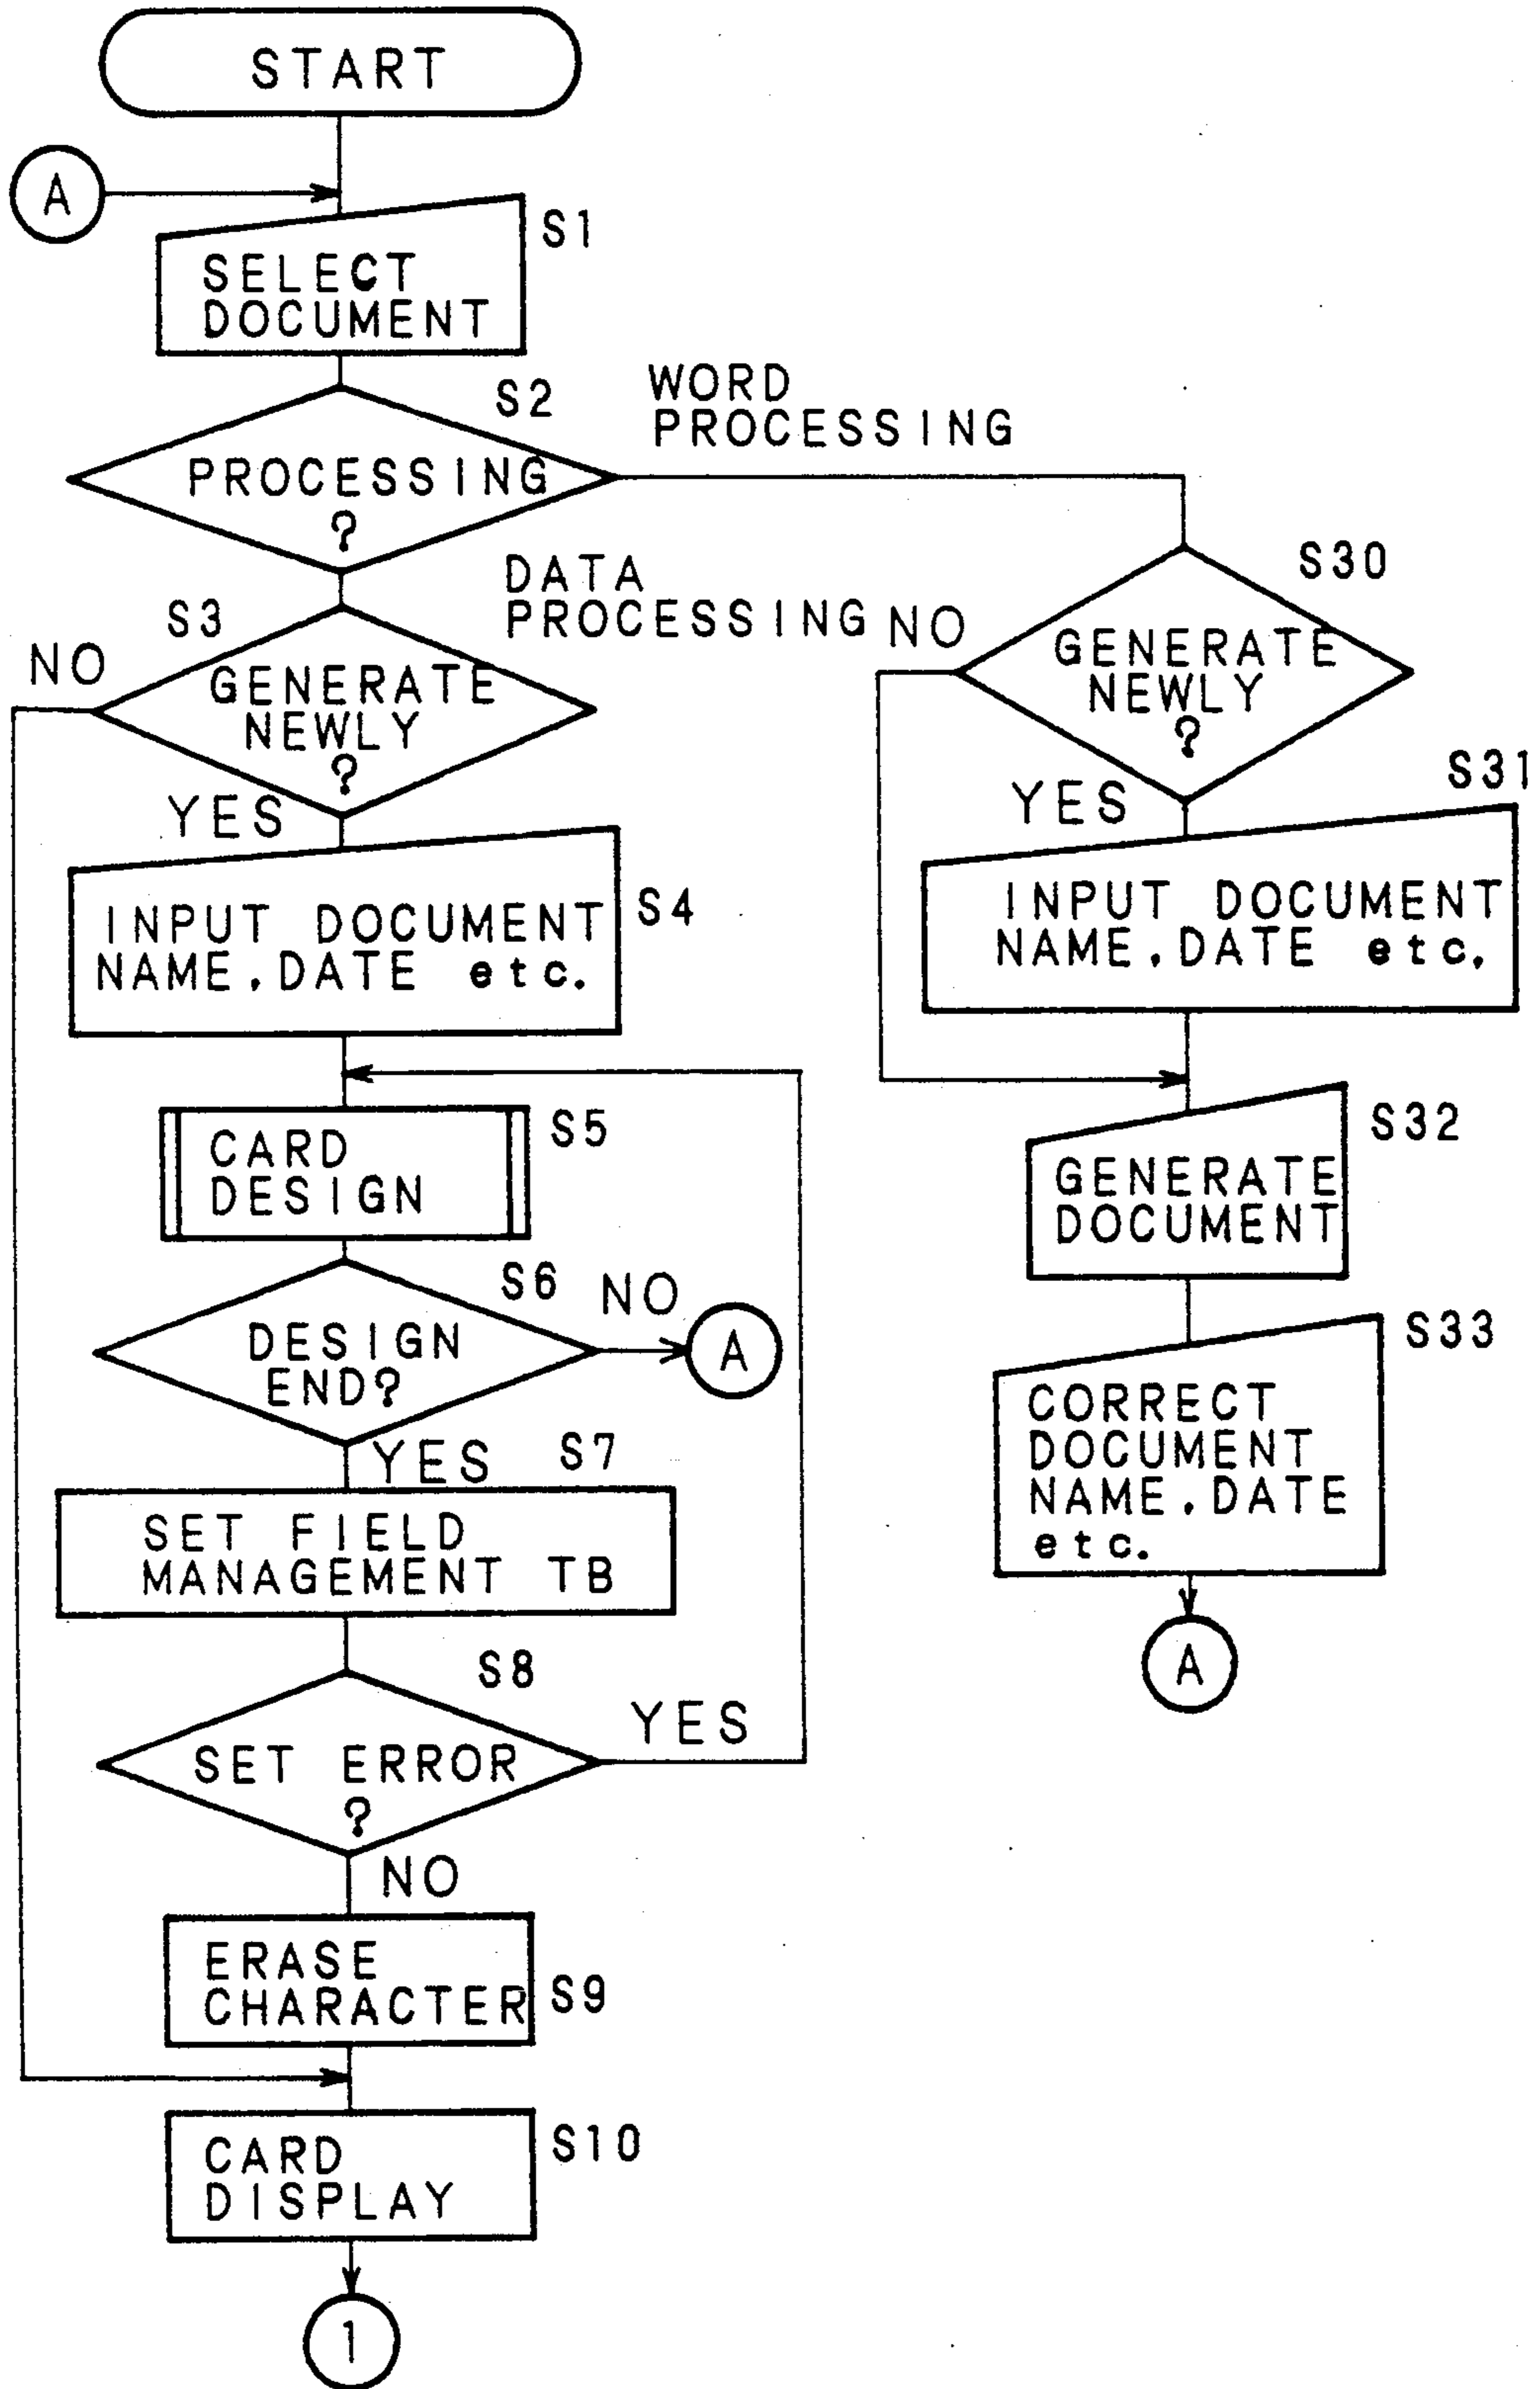 START
A
S1
SELECT
DOCUMENT
S2
WORD
PROCESSING
PROCESSING
?
DATA
PROCESSING
S3
NO
GENERATE
NEWLY
?
YES
S30
NO
GENERATE
NEWLY
?
YES
S31
INPUT DOCUMENT
NAME.DATE etc.
S4
INPUT DOCUMENT
NAME.DATE etc.
CARD
DESIGN
S5
S32
GENERATE
DOCUMENT
S6
NO
DESIGN
END?
A
YES
S33
CORRECT
DOCUMENT
NAME.DATE
etc.
A
S7
SET FIELD
MANAGEMENT TB
S8
YES
SET ERROR
?
NO
ERASE
CHARACTER
S9
CARD
DISPLAY
S10
1